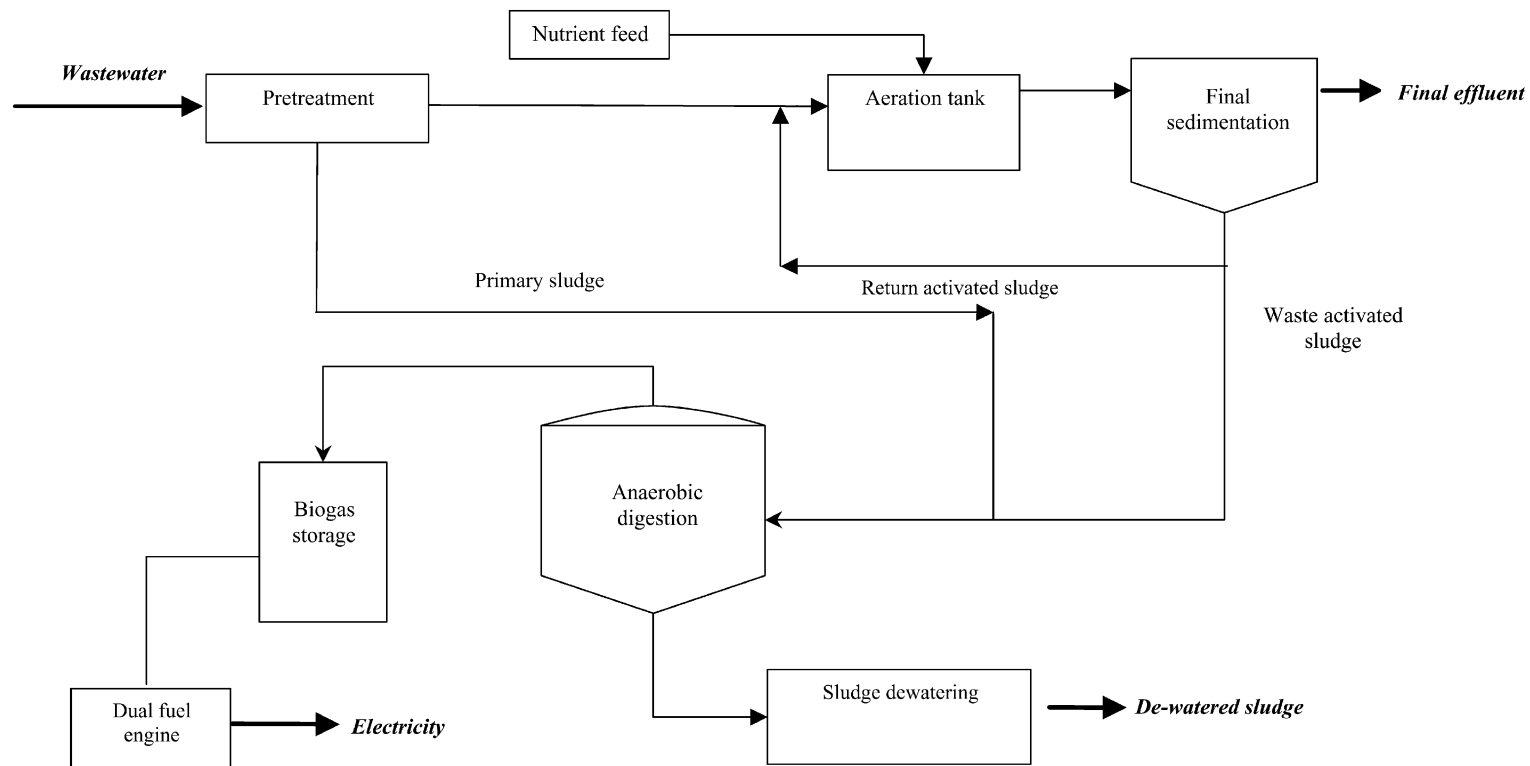 Nutrient feed
Wastewater
Pretreatment
Aeration tank
Final
sedimentation
Final effluent
Primary sludge
Return activated sludge
Waste activated
sludge
Biogas
storage
Anaerobic
digestion
Sludge dewatering
De-watered sludge
Dual fuel
engine
Electricity